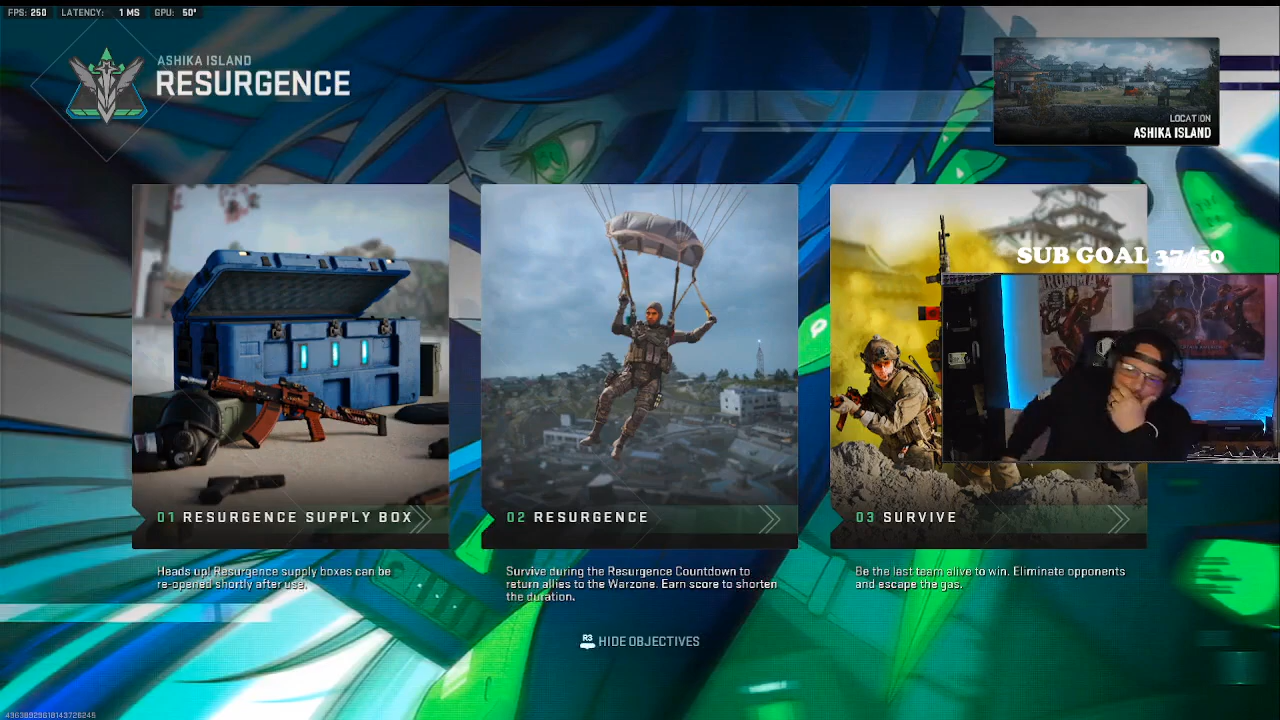 FPS: 250 LATENCY: 1 MS GPU: 50°
ASHIKA ISLAND
RESURGENCE
LOCATION
ASHIKA ISLAND
SUB GOAL 37/50
01 RESURGENCE SUPPLY BOX
Heads up! Resurgence supply boxes can be
re-opened shortly after use.
02 RESURGENCE
Survive during the Resurgence Countdown to
return allies to the Warzone. Earn score to shorten
the duration.
03 SURVIVE
Be the last team alive to win. Eliminate opponents
and escape the gas.
R3 HIDE OBJECTIVES